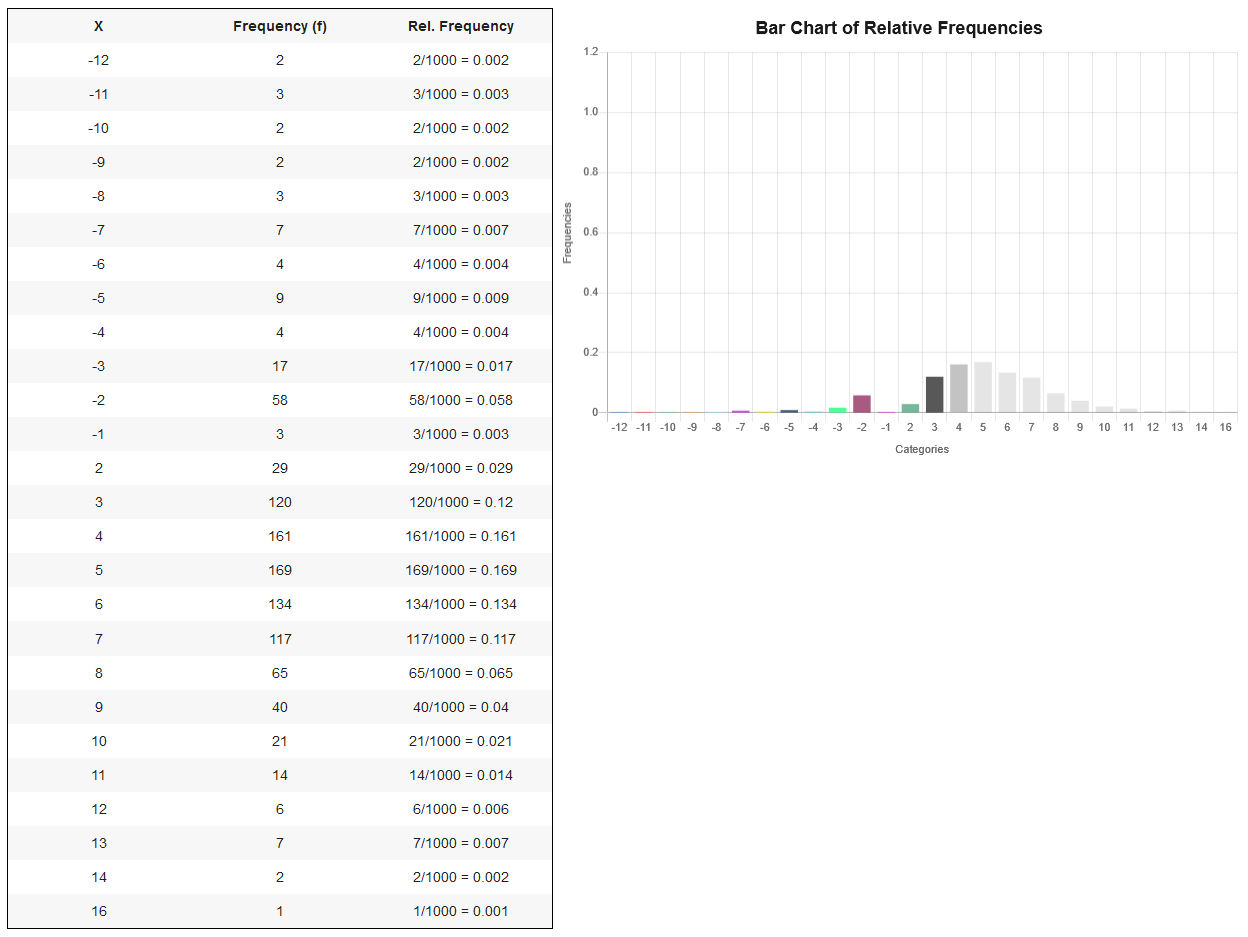 X Frequency (f) Rel. Frequency
-12 2 2/1000 = 0.002
-11 3 3/1000 = 0.003
-10 2 2/1000 = 0.002
-9 2 2/1000 = 0.002
-8 3 3/1000 = 0.003
-7 7 7/1000 = 0.007
-6 4 4/1000 = 0.004
-5 9 9/1000 = 0.009
-4 4 4/1000 = 0.004
-3 17 17/1000 = 0.017
-2 58 58/1000 = 0.058
-1 3 3/1000 = 0.003
2 29 29/1000 = 0.029
3 120 120/1000 = 0.12
4 161 161/1000 = 0.161
5 169 169/1000 = 0.169
6 134 134/1000 = 0.134
7 117 117/1000 = 0.117
8 65 65/1000 = 0.065
9 40 40/1000 = 0.04
10 21 21/1000 = 0.021
11 14 14/1000 = 0.014
12 6 6/1000 = 0.006
13 7 7/1000 = 0.007
14 2 2/1000 = 0.002
16 1 1/1000 = 0.001
Bar Chart of Relative Frequencies
1.2
1.0
0.8
0.6
0.4
0.2
0
Frequencies
-12 -11 -10 -9 -8 -7 -6 -5 -4 -3 -2 -1 2 3 4 5 6 7 8 9 10 11 12 13 14 16
Categories